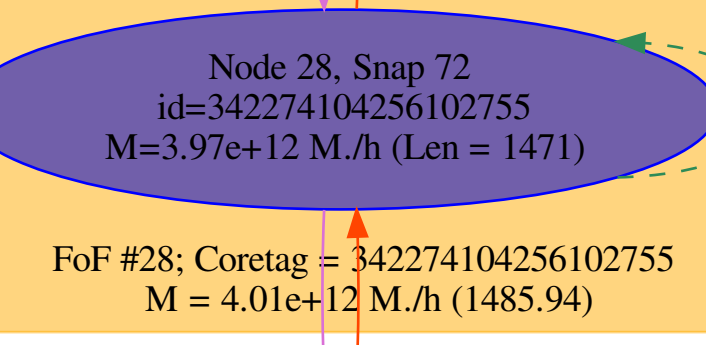 Node 28, Snap 72
id=342274104256102755
M=3.97e+12 M./h (Len = 1471)
FoF #28; Coretag = 342274104256102755
M = 4.01e+12 M./h (1485.94)